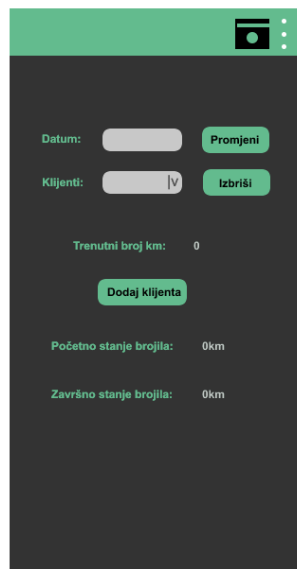 Datum:
Promjeni
Klijenti:
Izbriši
Trenutni broj km: 0
Dodaj klijenta
Početno stanje brojila: 0km
Završno stanje brojila: 0km